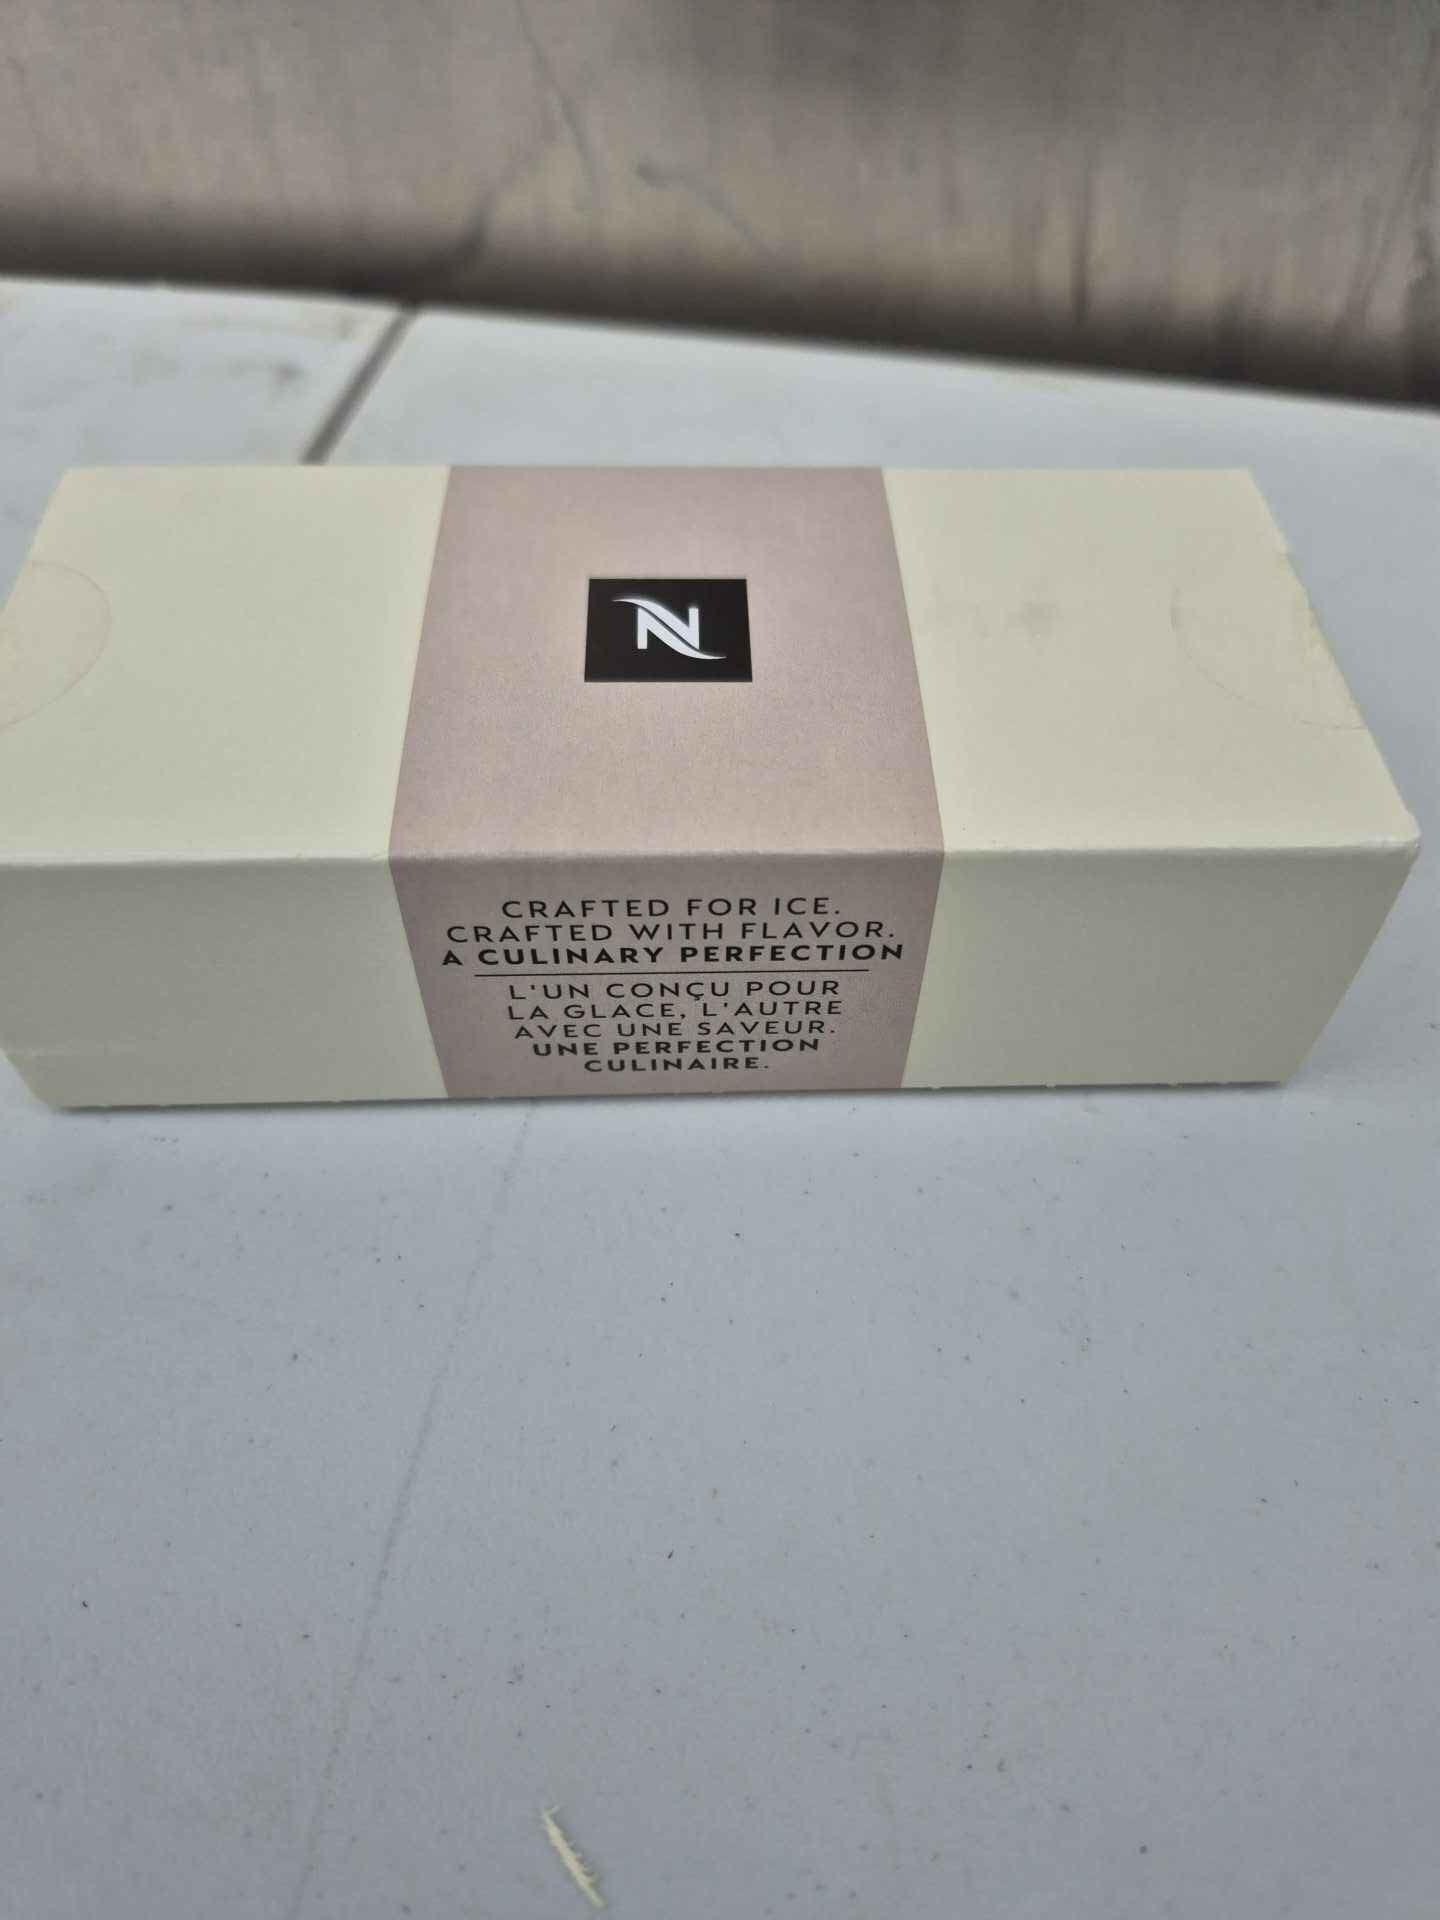 N
CRAFTED FOR ICE.
CRAFTED WITH FLAVOR.
A CULINARY PERFECTION
L'UN CONÇU POUR
LA GLACE, L'AUTRE
AVEC UNE SAVEUR.
UNE PERFECTION
CULINAIRE.